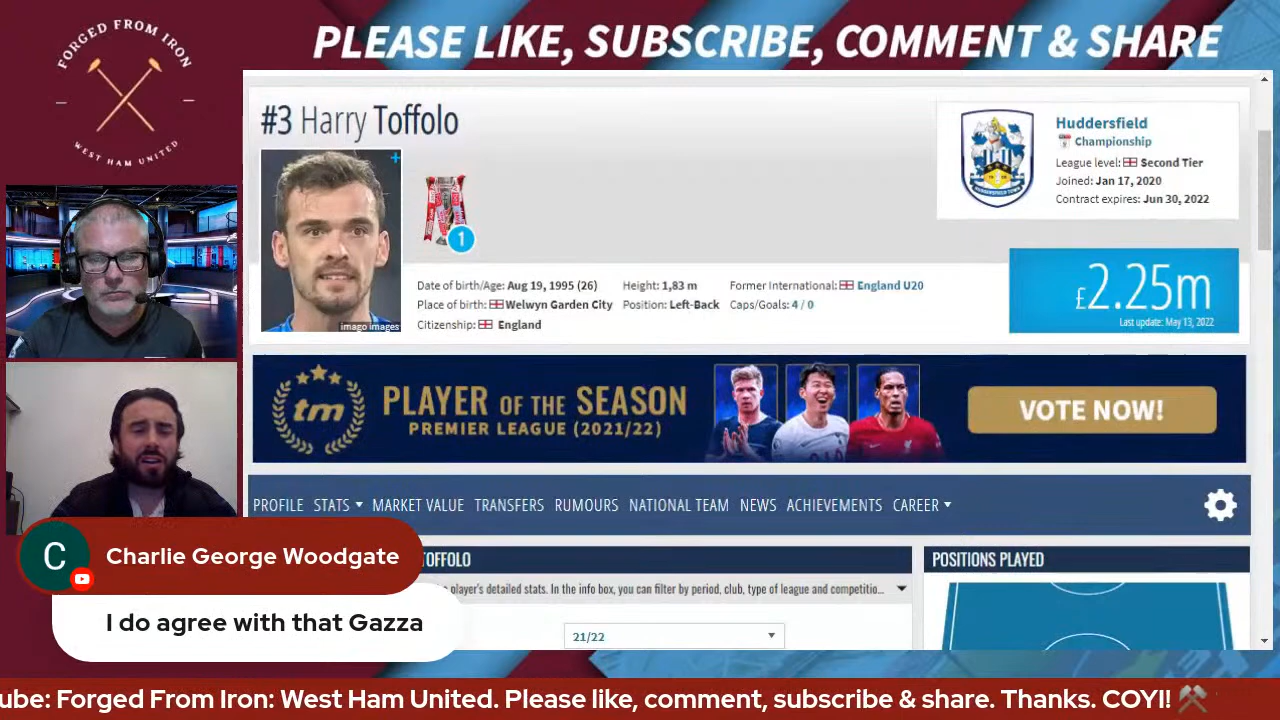 FORGED FROM IRON
WEST HAM UNITED
PLEASE LIKE, SUBSCRIBE, COMMENT & SHARE
#3 Harry Toffolo
1
imago images
Date of birth/Age: Aug 19, 1995 (26)
Place of birth: Welwyn Garden City
Citizenship: England
Height: 1,83 m
Position: Left-Back
Former International: England U20
Caps/Goals: 4 / 0
Huddersfield
Championship
League level: Second Tier
Joined: Jan 17, 2020
Contract expires: Jun 30, 2022
£2.25m
Last update: May 13, 2022
tm
PLAYER OF THE SEASON
PREMIER LEAGUE (2021/22)
VOTE NOW!
PROFILE STATS MARKET VALUE TRANSFERS RUMOURS NATIONAL TEAM NEWS ACHIEVEMENTS CAREER
TOFFOLO
player's detailed stats. In the info box, you can filter by period, club, type of league and competitio...
21/22
POSITIONS PLAYED
C
Charlie George Woodgate
I do agree with that Gazza
ube: Forged From Iron: West Ham United. Please like, comment, subscribe & share. Thanks. COYI! ⚒